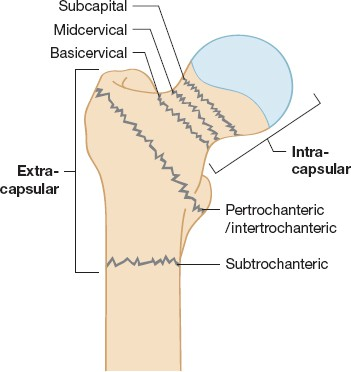 Subcapital
Midcervical
Basicervical
Extra-
capsular
Intra-
capsular
Pertrochanteric
/intertrochanteric
Subtrochanteric